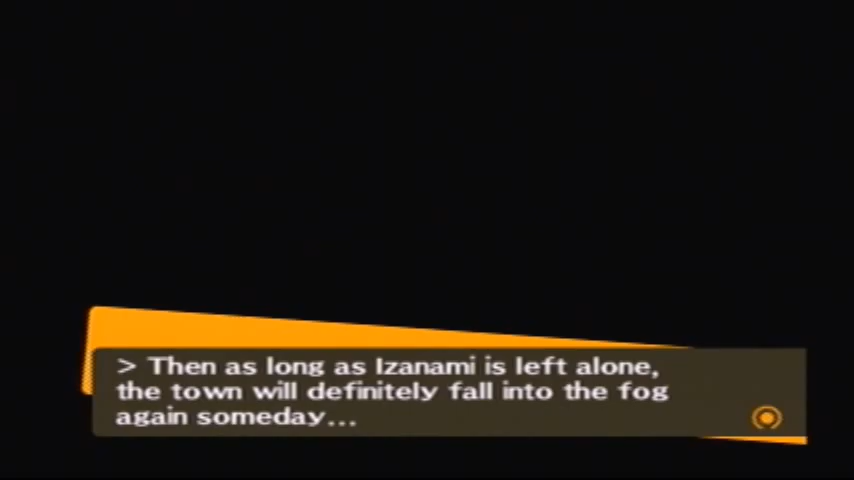 > Then as long as Izanami is left alone,
the town will definitely fall into the fog
again someday...